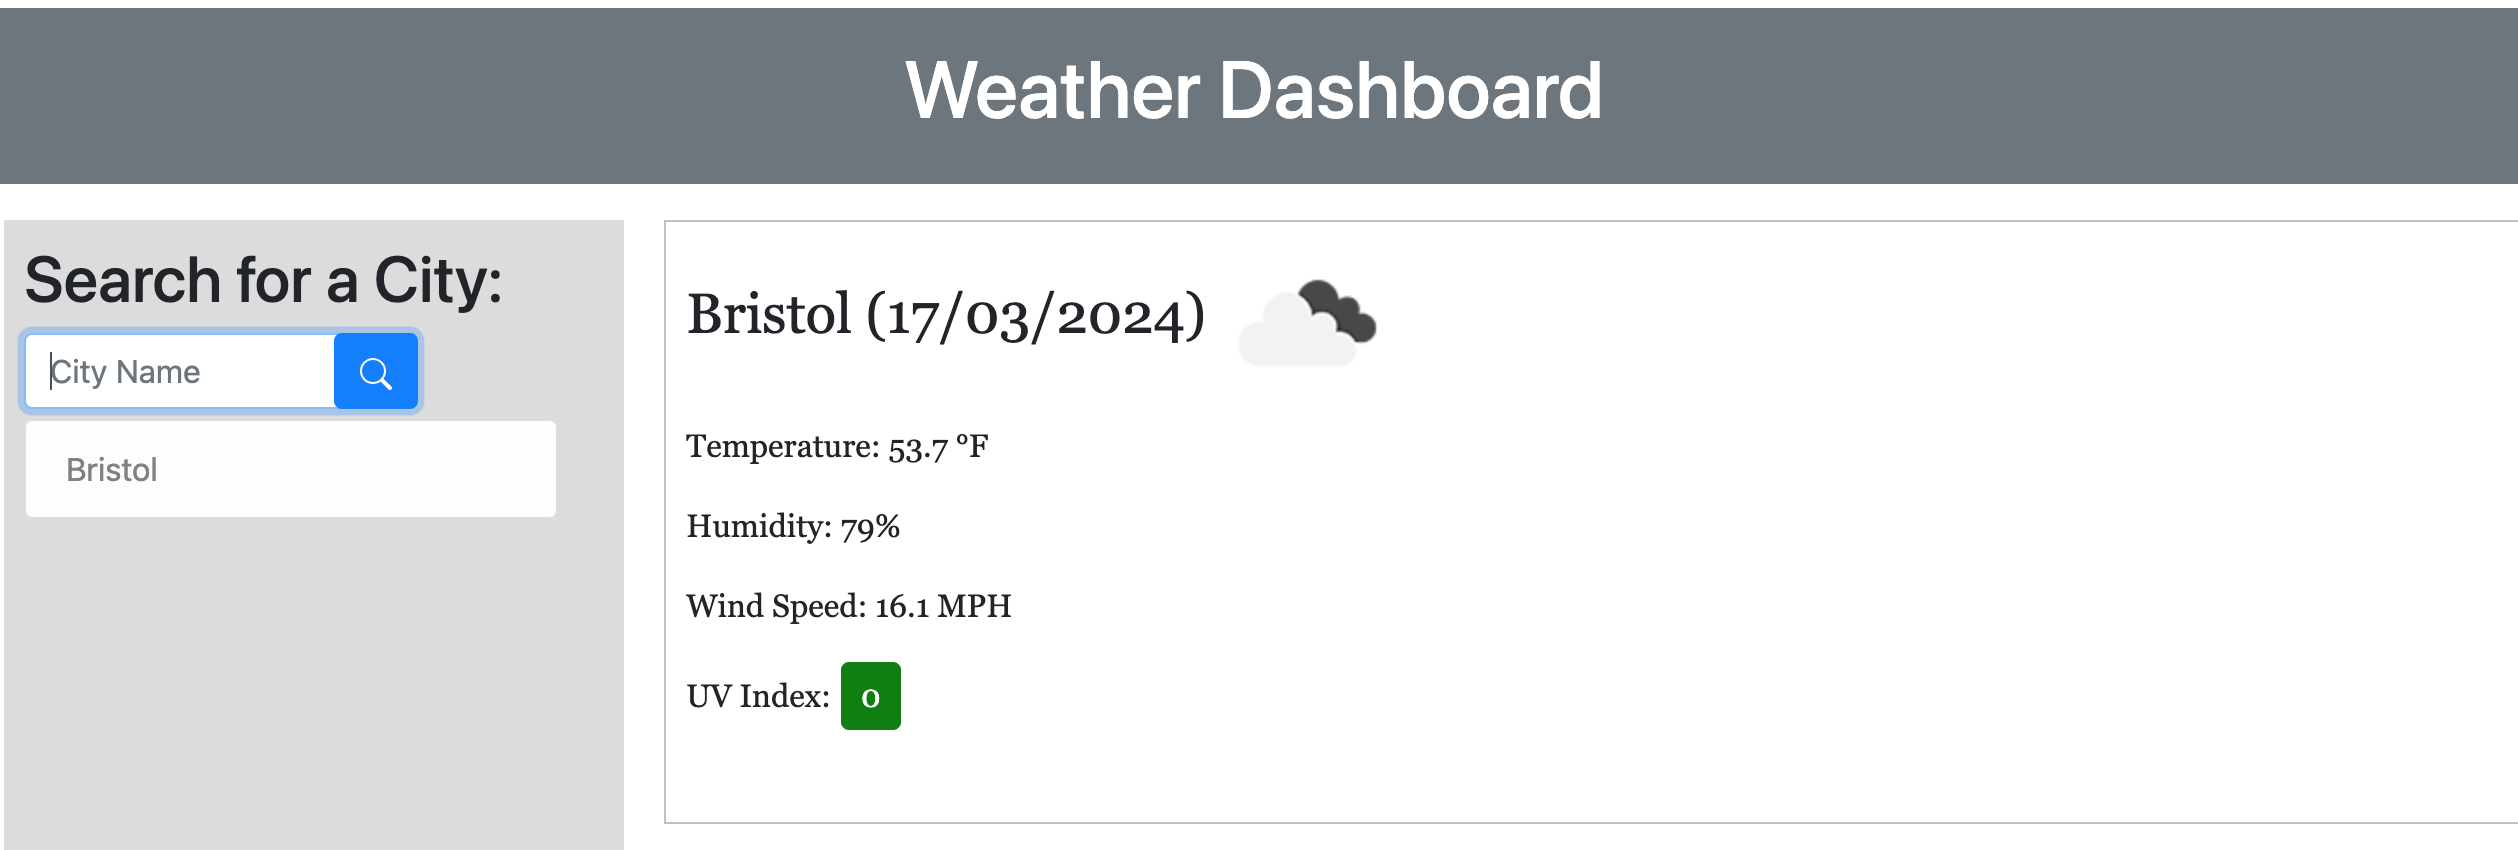 Weather Dashboard
Search for a City:
City Name
Bristol
Bristol (17/03/2024)
Temperature: 53.7 °F
Humidity: 79%
Wind Speed: 16.1 MPH
UV Index: 0